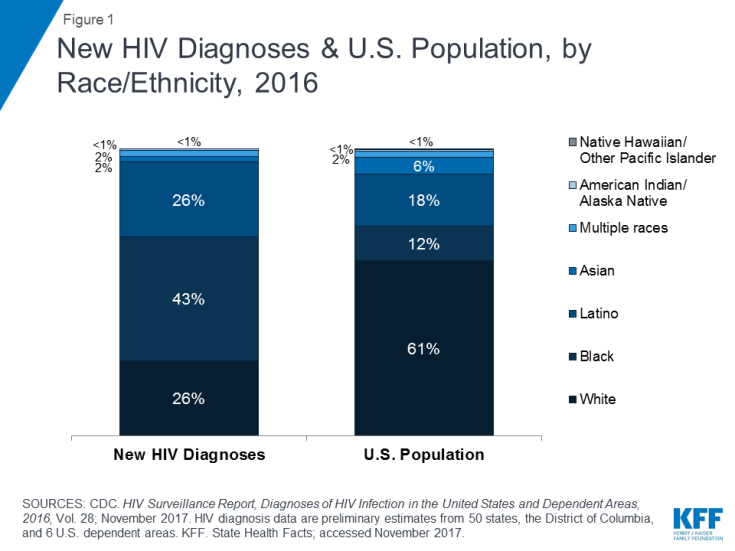 Figure 1
New HIV Diagnoses & U.S. Population, by
Race/Ethnicity, 2016
<1%
<1%
2%
2%
26%
43%
26%
<1%
<1%
2%
6%
18%
12%
61%
Native Hawaiian/
Other Pacific Islander
American Indian/
Alaska Native
Multiple races
Asian
Latino
Black
White
New HIV Diagnoses
U.S. Population
SOURCES: CDC. HIV Surveillance Report, Diagnoses of HIV Infection in the United States and Dependent Areas,
2016, Vol. 28; November 2017. HIV diagnosis data are preliminary estimates from 50 states, the District of Columbia,
and 6 U.S. dependent areas. KFF. State Health Facts; accessed November 2017.
KFF
HENRY J KAISER
FAMILY FOUNDATION